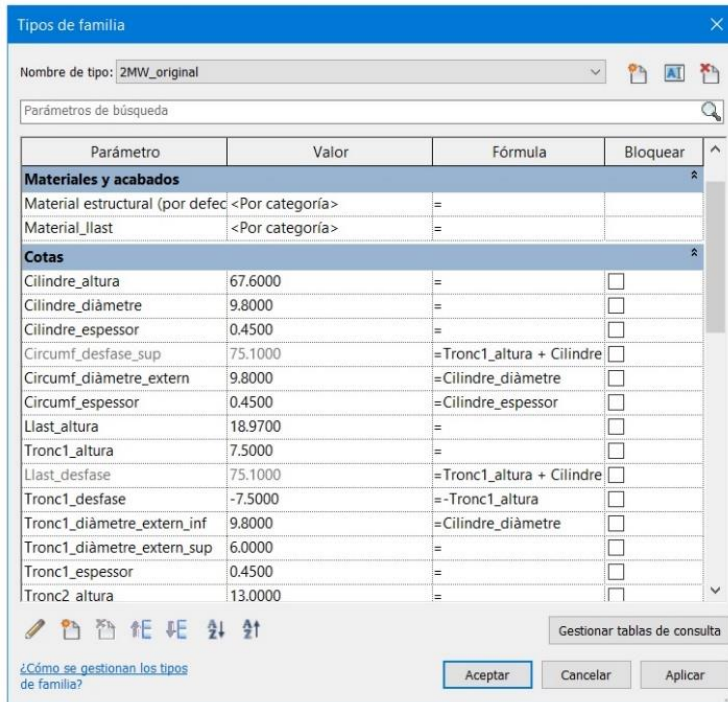 Tipos de familia
Nombre de tipo: 2MW_original
Parámetros de búsqueda
Parámetro Valor Fórmula Bloquear
Materiales y acabados
Material estructural (por defec <Por categoría> =
Material_llast <Por categoría> =
Cotas
Cilindre_altura 67.6000 =
Cilindre_diàmetre 9.8000 =
Cilindre_espessor 0.4500 =
Circumf_desfase_sup 75.1000 =Tronc1_altura + Cilindre
Circumf_diàmetre_extern 9.8000 =Cilindre_diàmetre
Circumf_espessor 0.4500 =Cilindre_espessor
Llast_altura 18.9700 =
Tronc1_altura 7.5000 =
Llast_desfase 75.1000 =Tronc1_altura + Cilindre
Tronc1_desfase -7.5000 =-Tronc1_altura
Tronc1_diàmetre_extern_inf 9.8000 =Cilindre_diàmetre
Tronc1_diàmetre_extern_sup 6.0000 =
Tronc1_espessor 0.4500 =
Tronc2_altura 13.0000 =
Gestionar tablas de consulta
¿Cómo se gestionan los tipos
de familia?
Aceptar Cancelar Aplicar